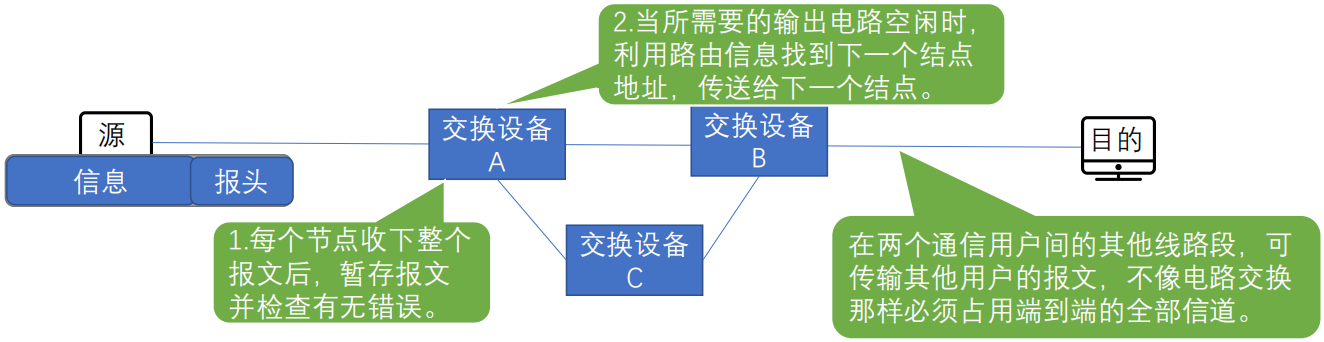 2.当所需要的输出电路空闲时,
利用路由信息找到下一个结点
地址，传送给下一个结点。
源
交换设备
A
交换设备
B
目的
信息
报头
1.每个节点收下整个
报文后，暂存报文
并检查有无错误。
交换设备
C
在两个通信用户间的其他线路段，可
传输其他用户的报文，不像电路交换
那样必须占用端到端的全部信道。